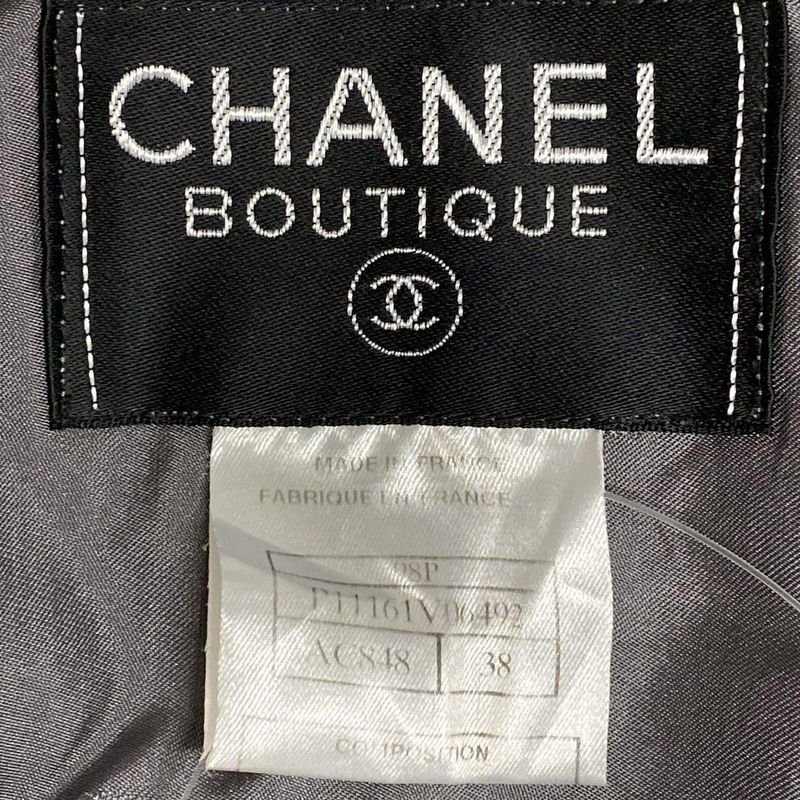 CHANEL
BOUTIQUE
MADE IN FRANCE
FABRIQUE EN FRANCE
98P
P11161V06492
AC848 38
COMPOSITION